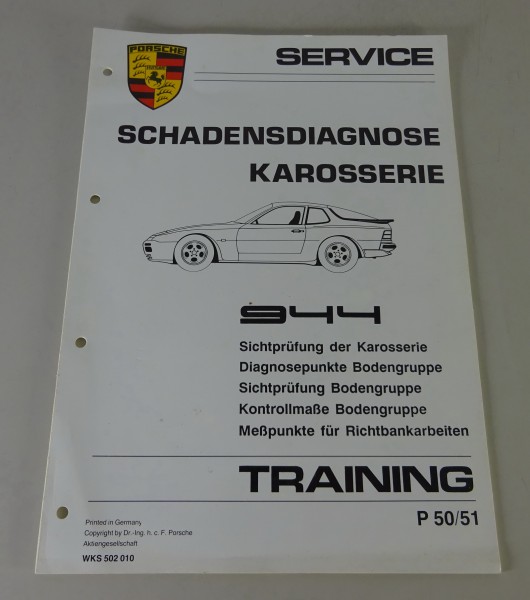 PORSCHE
SERVICE
SCHADENSDIAGNOSE
KAROSSERIE
944
Sichtprüfung der Karosserie
Diagnosepunkte Bodengruppe
Sichtprüfung Bodengruppe
Kontrollmaße Bodengruppe
Meßpunkte für Richtbankarbeiten
TRAINING
P 50/51
Printed in Germany
Copyright by Dr.-Ing. h. c. F. Porsche
Aktiengesellschaft
WKS 502 010